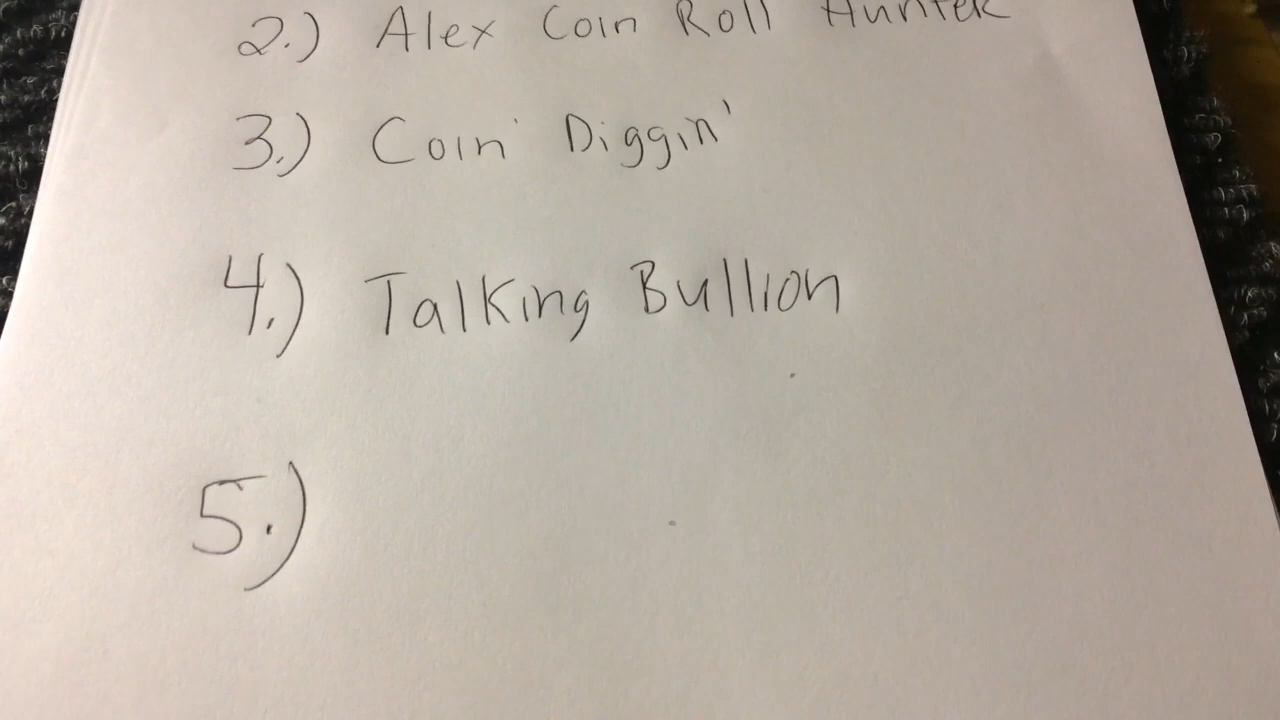 2.) Alex Coin Roll Hunter
3.) Coin' Diggin'
4.) Talking Bullion
5.)